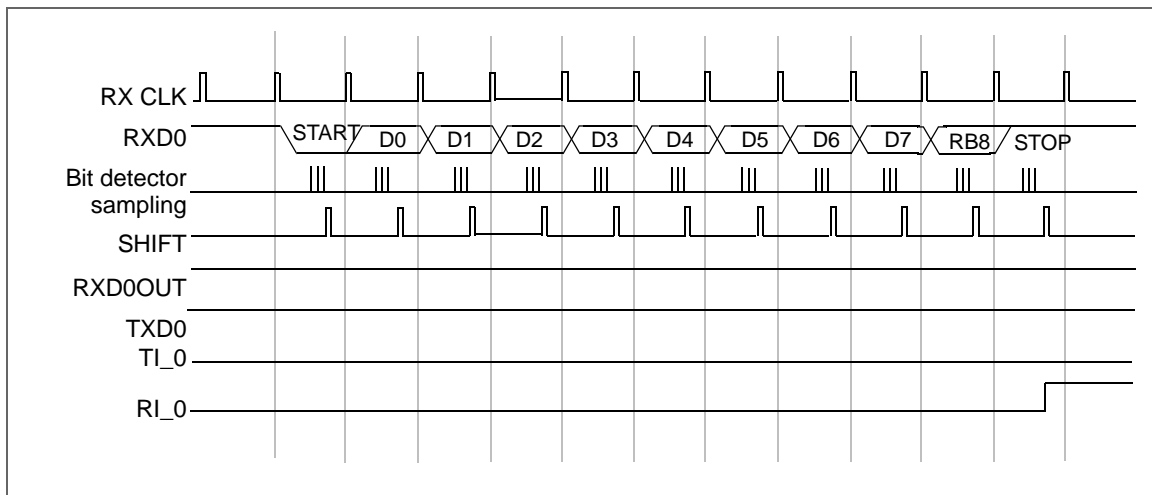 RX CLK
RXD0 START D0 D1 D2 D3 D4 D5 D6 D7 RB8 STOP
Bit detector
sampling
SHIFT
RXD0OUT
TXD0
TI_0
RI_0